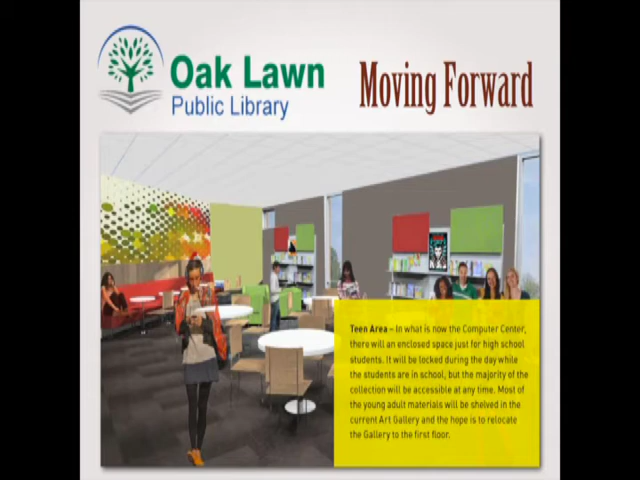 Oak Lawn
Public Library
Moving Forward
Teen Area – In what is now the Computer Center,
there will an enclosed space just for high school
students. It will be locked during the day while
the students are in school, but the majority of the
collection will be accessible at any time. Most of
the young adult materials will be shelved in the
current Art Gallery and the hope is to relocate
the Gallery to the first floor.